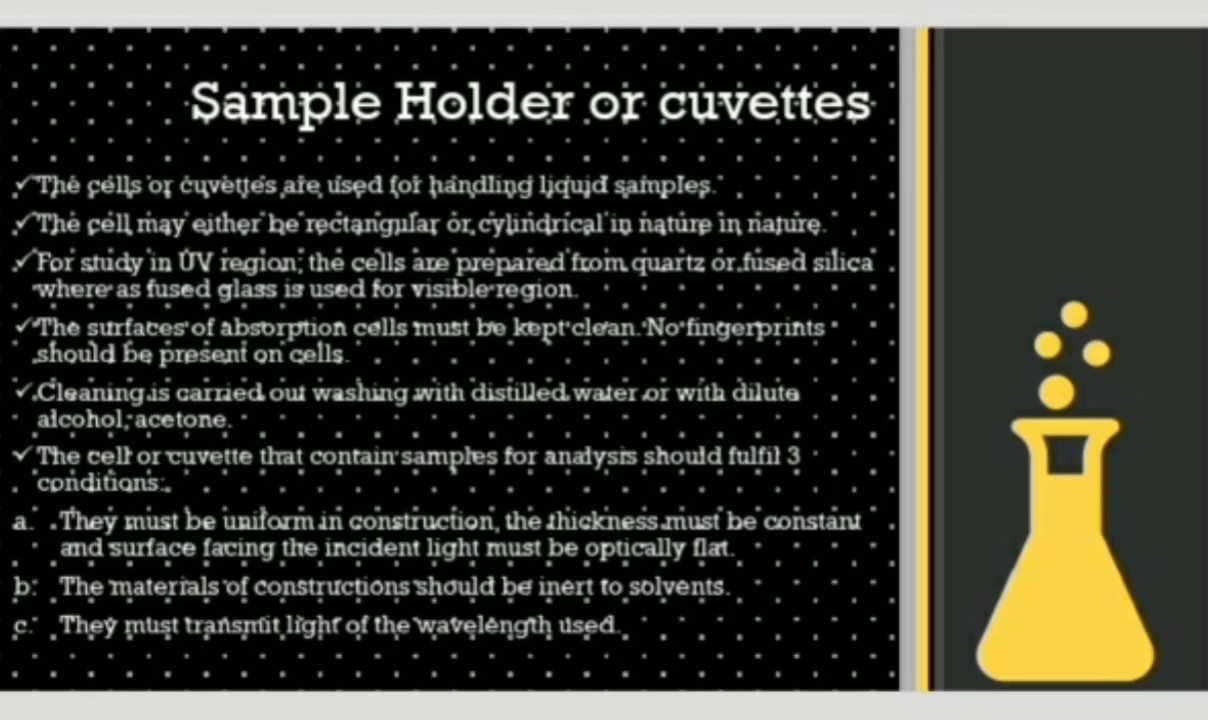 Sample Holder or cuvettes
✓The cells or cuvettes are used for handling liquid samples.
✓The cell may either be rectangular or cylindrical in nature in nature.
✓For study in UV region; the cells are prepared from quartz or fused silica
where as fused glass is used for visible region.
✓The surfaces of absorption cells must be kept clean. No fingerprints
should be present on cells.
✓Cleaning is carried out washing with distilled water or with dilute
alcohol, acetone.
✓The cell or cuvette that contain samples for analysis should fulfil 3
conditions:
a. They must be uniform in construction, the thickness must be constant
and surface facing the incident light must be optically flat.
b. The materials of constructions should be inert to solvents.
c. They must transmit light of the wavelength used.